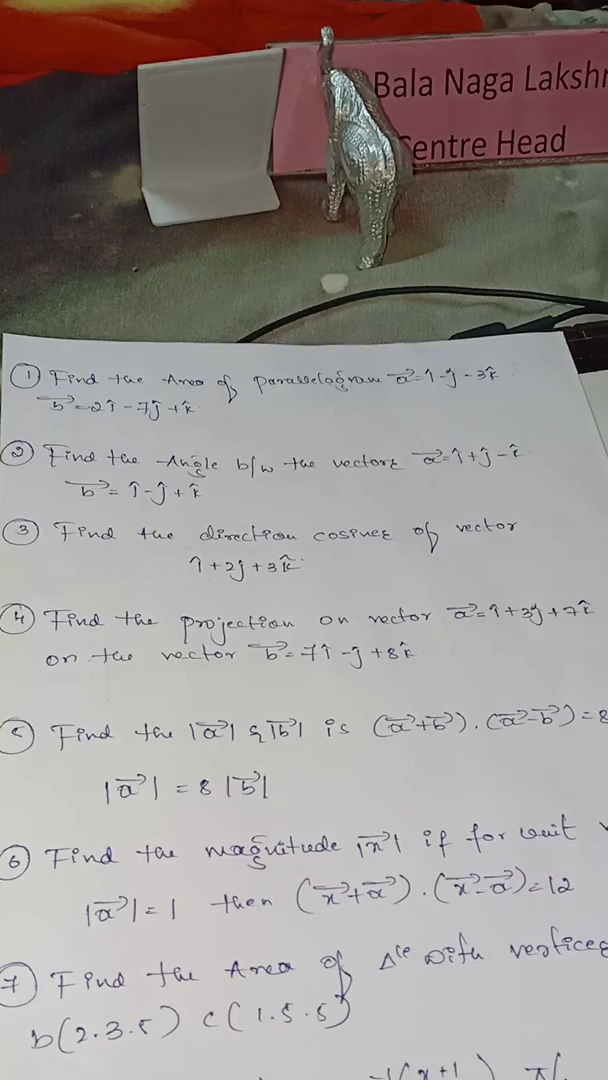 Bala Naga Lakshm
Centre Head
① Find the Area of parallelogram a⃗=î-ĵ-3k̂
b⃗=2î-7ĵ+k̂
② Find the Angle b/w the vectors a⃗=î+ĵ-k̂
b⃗=î-ĵ+k̂
③ Find the direction cosines of vector
î+2ĵ+3k̂
④ Find the projection on vector a⃗=î+3ĵ+7k̂
on the vector b⃗=7î-ĵ+8k̂
⑤ Find the |a⃗| & |b⃗| is (a⃗+b⃗).(a⃗-b⃗)=8
|a⃗| = 8|b⃗|
⑥ Find the magnitude |x⃗| if for unit v
|a⃗|=1 then (x⃗+a⃗).(x⃗-a⃗)=12
⑦ Find the Area of Δle with vertices
b(2.3.5) c(1.5.5)